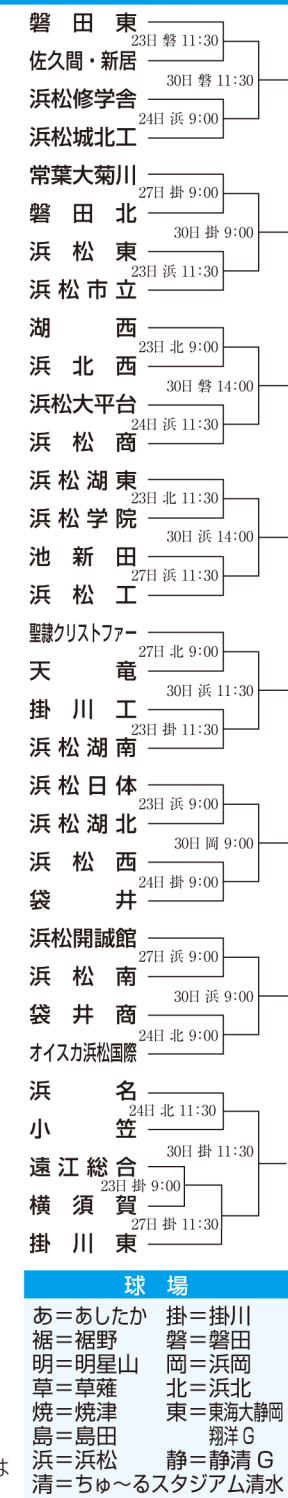 磐田東
23日 磐 11:30
佐久間・新居
30日 磐 11:30
浜松修学舎
24日 浜 9:00
浜松城北工
常葉大菊川
27日 掛 9:00
磐田北
30日 掛 9:00
浜松東
23日 浜 11:30
浜松市立
湖西
23日 北 9:00
浜北西
30日 磐 14:00
浜松大平台
24日 浜 11:30
浜松商
浜松湖東
23日 北 11:30
浜松学院
30日 浜 14:00
池新田
27日 浜 11:30
浜松工
聖隷クリストファー
27日 北 9:00
天竜
30日 浜 11:30
掛川工
23日 掛 11:30
浜松湖南
浜松日体
23日 浜 9:00
浜松湖北
30日 岡 9:00
浜松西
24日 掛 9:00
袋井
浜松開誠館
27日 浜 9:00
浜松南
30日 浜 9:00
袋井商
24日 北 9:00
オイスカ浜松国際
浜名
24日 北 11:30
小笠
30日 掛 11:30
遠江総合
23日 掛 9:00
横須賀
27日 掛 11:30
掛川東
球場
あ=あしたか 掛=掛川
裾=裾野 磐=磐田
明=明星山 岡=浜岡
草=草薙 北=浜北
焼=焼津 東=東海大静岡
島=島田 翔洋G
浜=浜松 静=静清G
清=ちゅ~るスタジアム清水
は